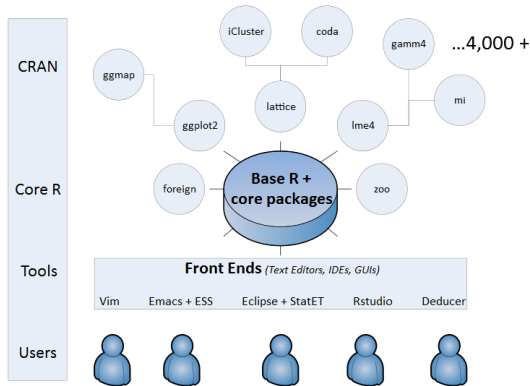 CRAN
Core R
Tools
Users
iCluster
coda
gamm4
...4,000 +
ggmap
mi
lattice
ggplot2
lme4
foreign
Base R +
core packages
zoo
Front Ends (Text Editors, IDEs, GUIs)
Vim
Emacs + ESS
Eclipse + StatET
Rstudio
Deducer